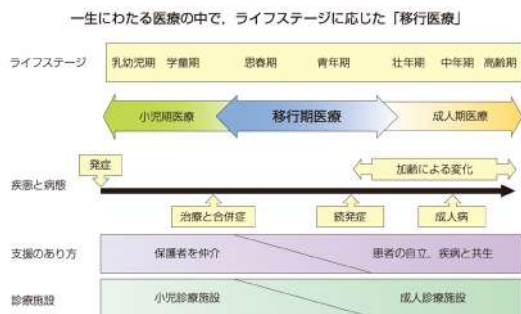 一生にわたる医療の中で，ライフステージに応じた「移行医療」
ライフステージ 乳幼児期 学童期 思春期 青年期 壮年期 中年期 高齢期
小児期医療 移行期医療 成人期医療
発症
加齢による変化
疾患と病態
治療と合併症 続発症 成人病
支援のあり方 保護者を仲介 患者の自立，疾病と共生
診療施設 小児診療施設 成人診療施設